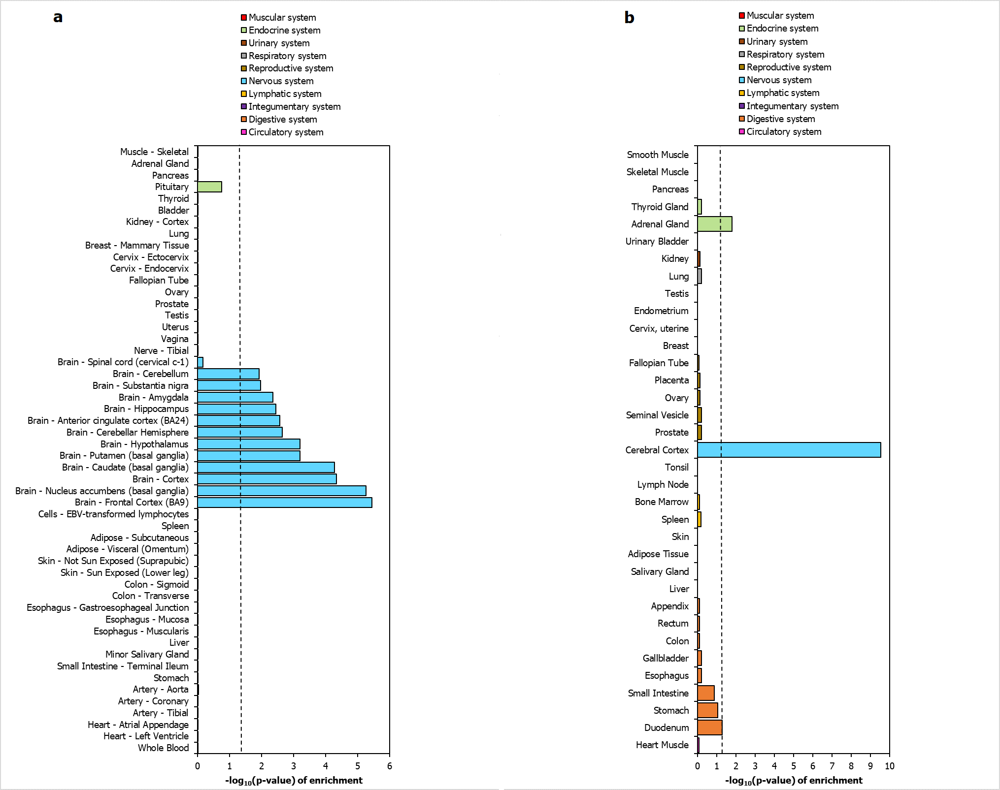 a
Muscular system
Endocrine system
Urinary system
Respiratory system
Reproductive system
Nervous system
Lymphatic system
Integumentary system
Digestive system
Circulatory system
Muscle - Skeletal
Adrenal Gland
Pancreas
Pituitary
Thyroid
Bladder
Kidney - Cortex
Lung
Breast - Mammary Tissue
Cervix - Ectocervix
Cervix - Endocervix
Fallopian Tube
Ovary
Prostate
Testis
Uterus
Vagina
Nerve - Tibial
Brain - Spinal cord (cervical c-1)
Brain - Cerebellum
Brain - Substantia nigra
Brain - Amygdala
Brain - Hippocampus
Brain - Anterior cingulate cortex (BA24)
Brain - Cerebellar Hemisphere
Brain - Hypothalamus
Brain - Putamen (basal ganglia)
Brain - Caudate (basal ganglia)
Brain - Cortex
Brain - Nucleus accumbens (basal ganglia)
Brain - Frontal Cortex (BA9)
Cells - EBV-transformed lymphocytes
Spleen
Adipose - Subcutaneous
Adipose - Visceral (Omentum)
Skin - Not Sun Exposed (Suprapubic)
Skin - Sun Exposed (Lower leg)
Colon - Sigmoid
Colon - Transverse
Esophagus - Gastroesophageal Junction
Esophagus - Mucosa
Esophagus - Muscularis
Liver
Minor Salivary Gland
Small Intestine - Terminal Ileum
Stomach
Artery - Aorta
Artery - Coronary
Artery - Tibial
Heart - Atrial Appendage
Heart - Left Ventricle
Whole Blood
0 1 2 3 4 5 6
-log10(p-value) of enrichment
b
Muscular system
Endocrine system
Urinary system
Respiratory system
Reproductive system
Nervous system
Lymphatic system
Integumentary system
Digestive system
Circulatory system
Smooth Muscle
Skeletal Muscle
Pancreas
Thyroid Gland
Adrenal Gland
Urinary Bladder
Kidney
Lung
Testis
Endometrium
Cervix, uterine
Breast
Fallopian Tube
Placenta
Ovary
Seminal Vesicle
Prostate
Cerebral Cortex
Tonsil
Lymph Node
Bone Marrow
Spleen
Skin
Adipose Tissue
Salivary Gland
Liver
Appendix
Rectum
Colon
Gallbladder
Esophagus
Small Intestine
Stomach
Duodenum
Heart Muscle
0 1 2 3 4 5 6 7 8 9 10
-log10(p-value) of enrichment